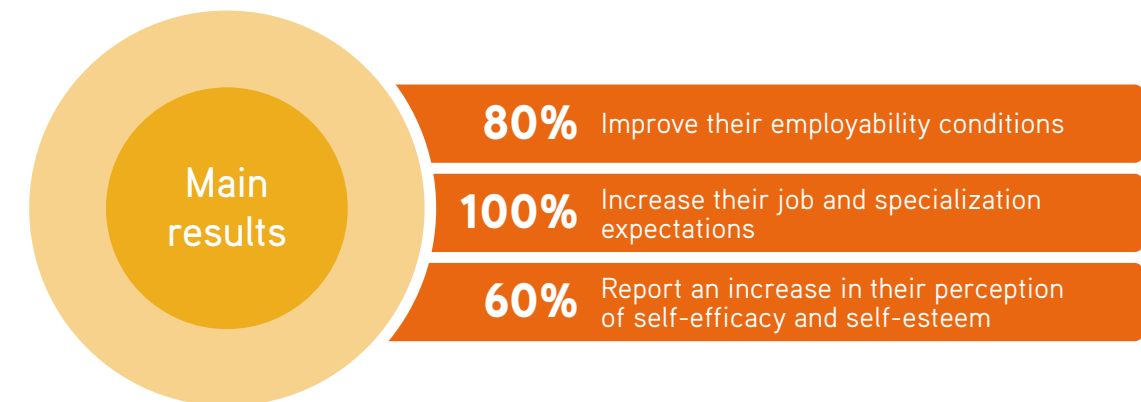 Main
results
80% Improve their employability conditions
100% Increase their job and specialization
expectations
60% Report an increase in their perception
of self-efficacy and self-esteem